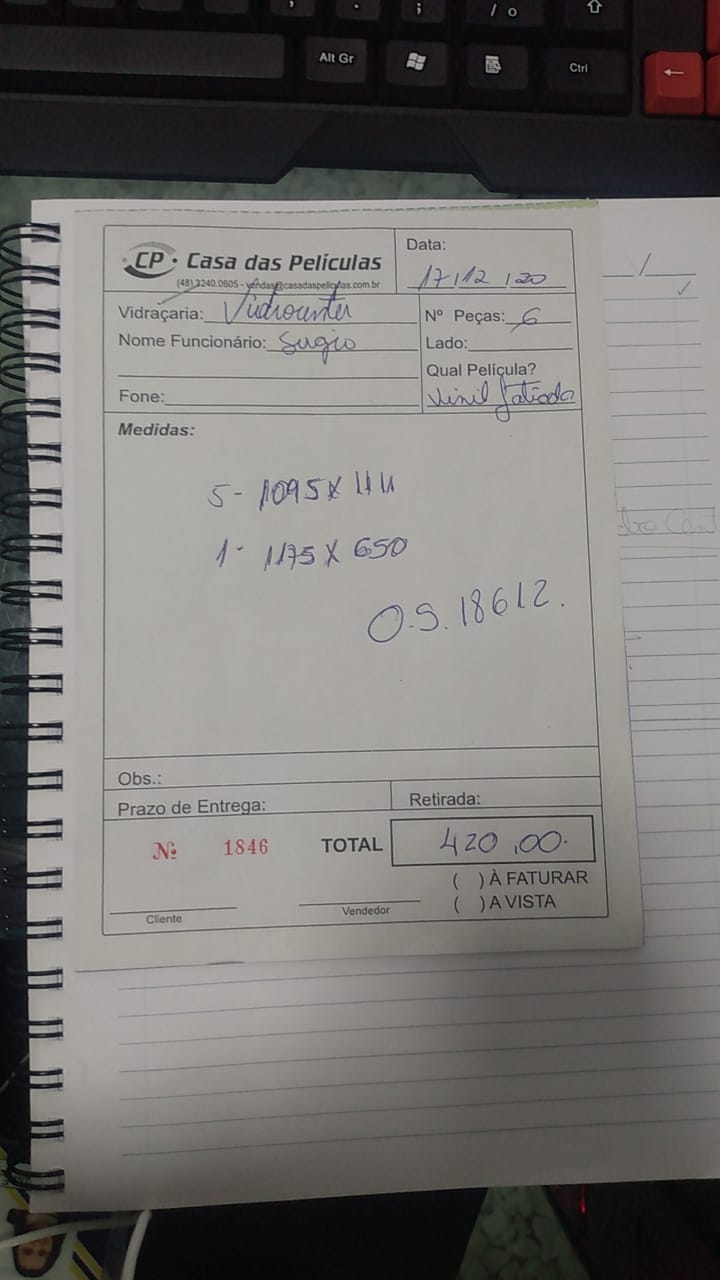 Alt Gr
Ctrl
CP Casa das Películas
(48) 3240.0605 - vendas@casadaspeliculas.com.br
Data:
17/12/20
Vidraçaria: Vidrocenter
Nº Peças: 6
Nome Funcionário: Sergio
Lado:
Qual Película?
Fone:
Vinil Jateado
Medidas:
5 - 1095 x
1 - 1175 x 650
O.S. 18612.
Obs.:
Prazo de Entrega:
Retirada:
Nº 1846
TOTAL
420,00
( ) À FATURAR
( ) A VISTA
Cliente
Vendedor